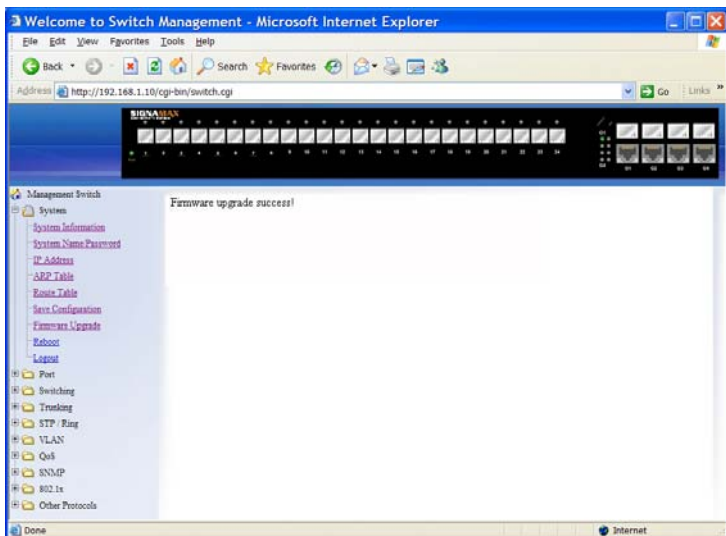 Welcome to Switch Management - Microsoft Internet Explorer
File Edit View Favorites Tools Help
Back Search Favorites
Address http://192.168.1.10/cgi-bin/switch.cgi Go Links »
SIGNAMAX
Management Switch
System
System Information
System Name/Password
IP Address
ARP Table
Route Table
Save Configuration
Firmware Upgrade
Reboot
Logout
Port
Switching
Trunking
STP / Ring
VLAN
QoS
SNMP
802.1x
Other Protocols
Firmware upgrade success!
Done Internet